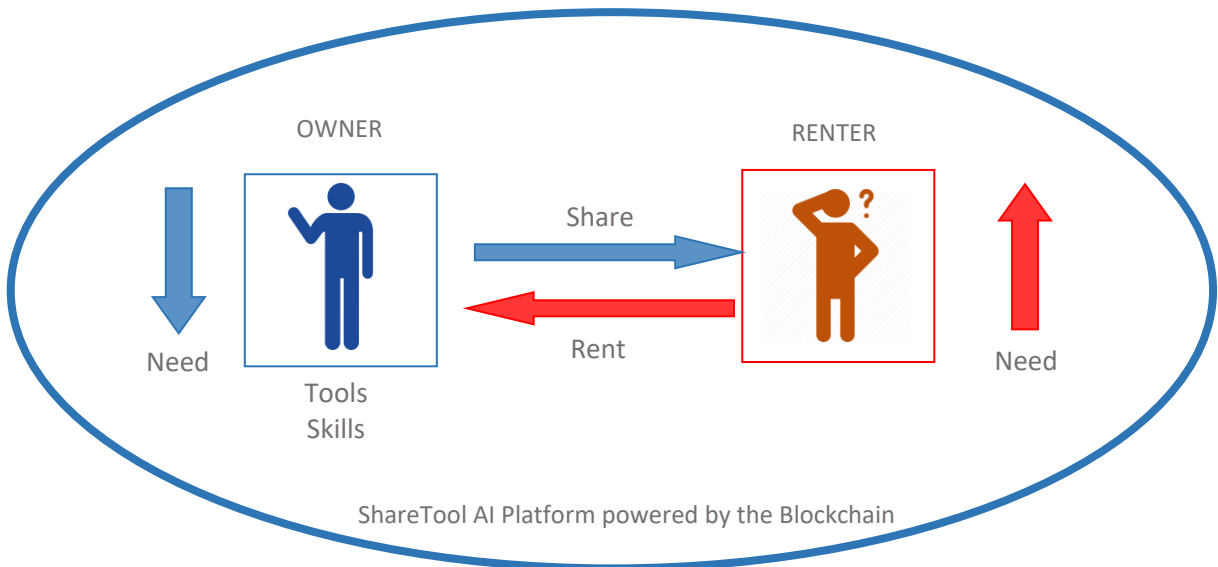 OWNER
RENTER
?
Share
Rent
Need
Need
Tools
Skills
ShareTool AI Platform powered by the Blockchain